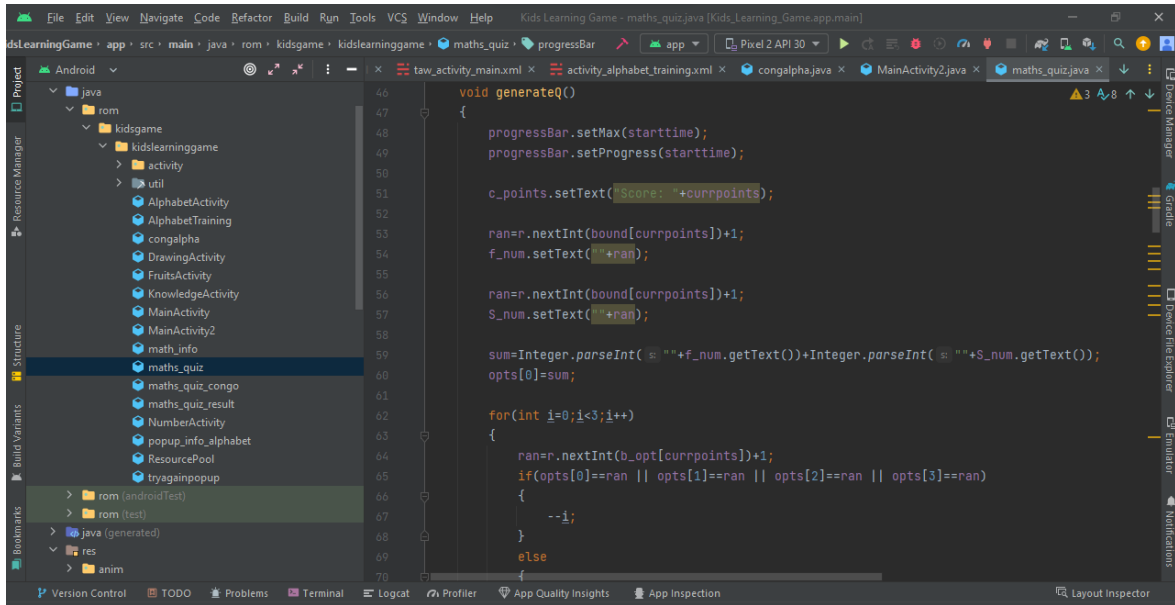 File Edit View Navigate Code Refactor Build Run Tools VCS Window Help Kids Learning Game - maths_quiz.java [Kids_Learning_Game.app.main]
idsLearningGame › app › src › main › java › rom › kidsgame › kidslearninggame › maths_quiz › progressBar app Pixel 2 API 30
Project
Resource Manager
Structure
Build Variants
Bookmarks
Android
java
rom
kidsgame
kidslearninggame
activity
util
AlphabetActivity
AlphabetTraining
congalpha
DrawingActivity
FruitsActivity
KnowledgeActivity
MainActivity
MainActivity2
math_info
maths_quiz
maths_quiz_congo
maths_quiz_result
NumberActivity
popup_info_alphabet
ResourcePool
tryagainpopup
rom (androidTest)
rom (test)
java (generated)
res
anim
taw_activity_main.xml activity_alphabet_training.xml congalpha.java MainActivity2.java maths_quiz.java
3 8
46 void generateQ()
47 {
48 progressBar.setMax(starttime);
49 progressBar.setProgress(starttime);
50
51 c_points.setText("Score: "+currpoints);
52
53 ran=r.nextInt(bound[currpoints])+1;
54 f_num.setText(""+ran);
55
56 ran=r.nextInt(bound[currpoints])+1;
57 S_num.setText(""+ran);
58
59 sum=Integer.parseInt( s: ""+f_num.getText())+Integer.parseInt( s: ""+S_num.getText());
60 opts[0]=sum;
61
62 for(int i=0;i<3;i++)
63 {
64 ran=r.nextInt(b_opt[currpoints])+1;
65 if(opts[0]==ran || opts[1]==ran || opts[2]==ran || opts[3]==ran)
66 {
67 --i;
68 }
69 else
70 {
Device Manager
Gradle
Device File Explorer
Emulator
Notifications
Version Control TODO Problems Terminal Logcat Profiler App Quality Insights App Inspection Layout Inspector